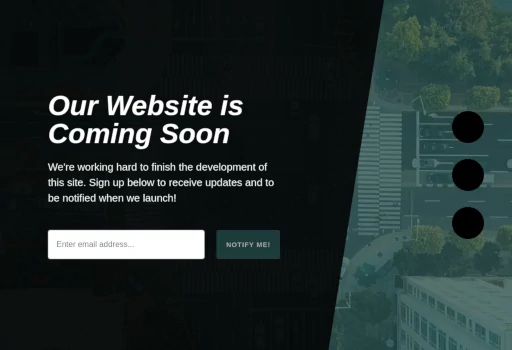 Our Website is
Coming Soon
We're working hard to finish the development of
this site. Sign up below to receive updates and to
be notified when we launch!
Enter email address...
NOTIFY ME!